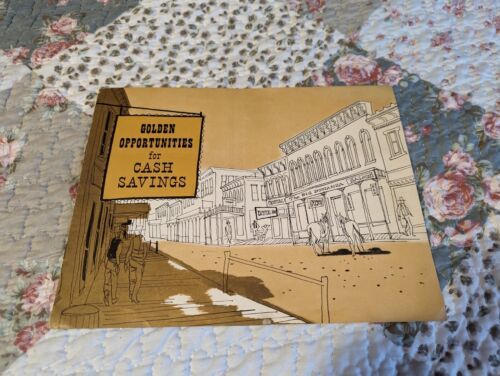 GOLDEN
OPPORTUNITIES
for
CASH
SAVINGS